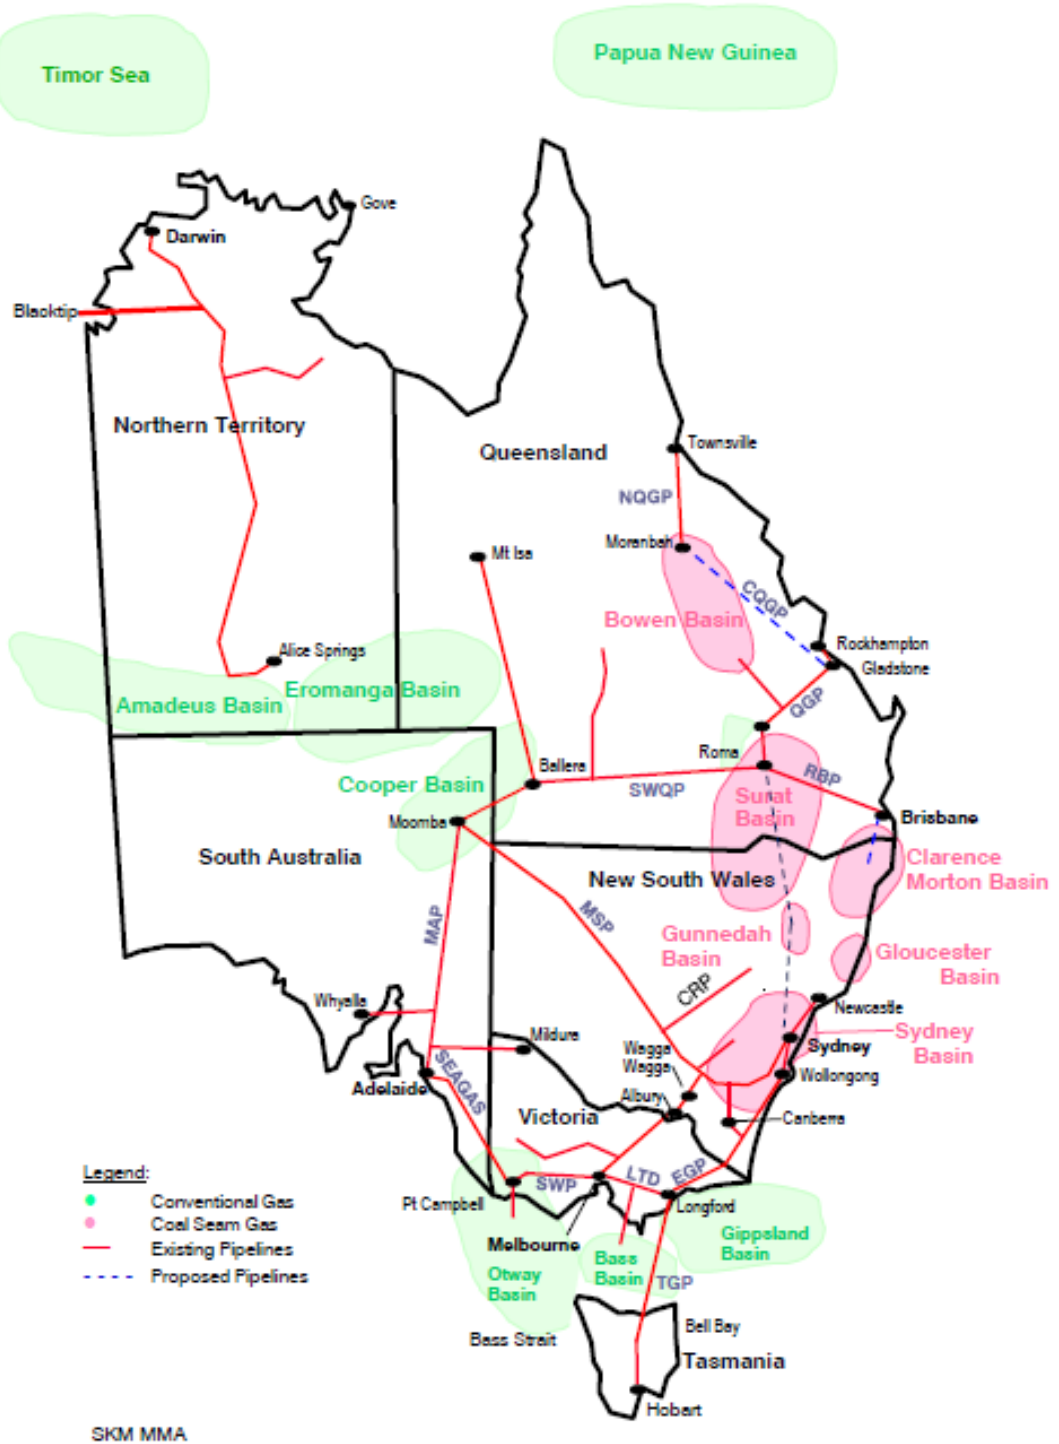 Timor Sea
Papua New Guinea
Gove
Darwin
Blacktip
Northern Territory
Queensland
Townsville
NQGP
Moranbah
Mt Isa
CQGP
Bowen Basin
Rockhampton
Gladstone
Alice Springs
Eromanga Basin
Amadeus Basin
QGP
Roma
Ballera
RBP
Cooper Basin
SWQP
Surat
Basin
Moomba
Brisbane
South Australia
Clarence
Morton Basin
New South Wales
MAP
MSP
Gunnedah
Basin
Gloucester
Basin
CRP
Whyalla
Newcastle
Mildura
Sydney
Basin
Sydney
Wagga
Wagga
Wollongong
SEAGAS
Adelaide
Albury
Victoria
Canberra
Legend:
SWP
LTD
EGP
Pt Campbell
Longford
Conventional Gas
Coal Seam Gas
Existing Pipelines
Proposed Pipelines
Melbourne
Gippsland
Basin
Bass
Basin
Otway
Basin
TGP
Bass Strait
Bell Bay
Tasmania
Hobart
SKM MMA